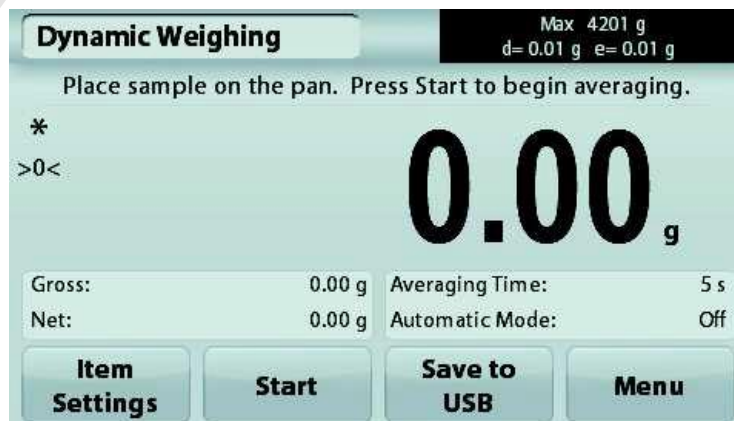 Dynamic Weighing
Max 4201 g
d= 0.01 g e= 0.01 g
Place sample on the pan. Press Start to begin averaging.
*
>0<
0.00 g
Gross: 0.00 g
Net: 0.00 g
Averaging Time: 5 s
Automatic Mode: Off
Item
Settings
Start
Save to
USB
Menu